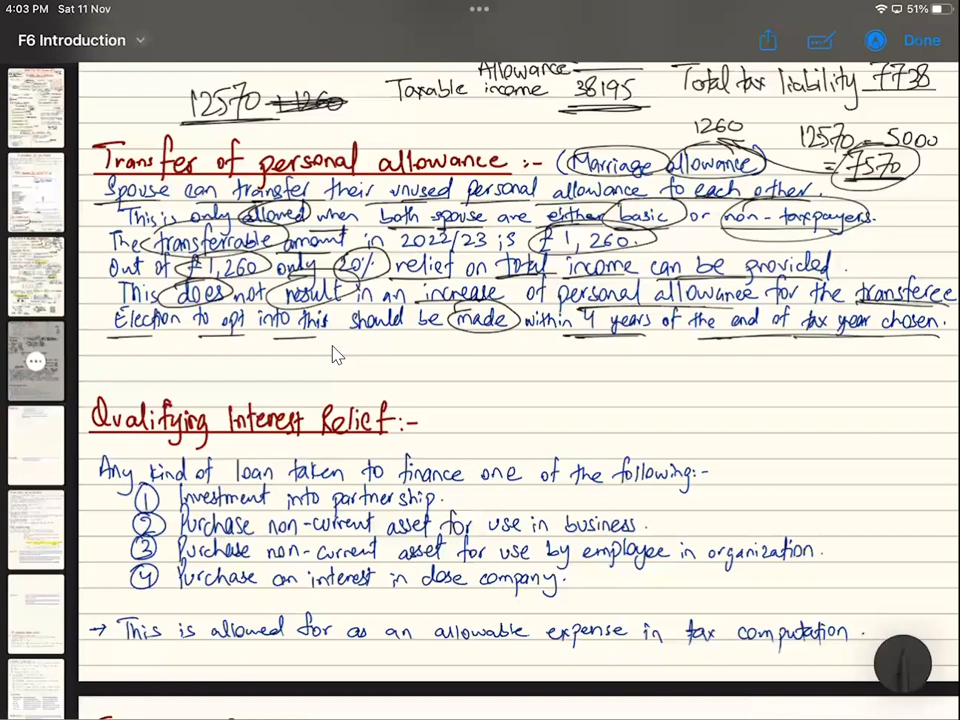 4:03 PM Sat 11 Nov
51%
F6 Introduction
Done
Allowance
12570 +1260
Taxable income 38195
Total tax liability 7738
1260
12570 - 5000
= 7570
Transfer of personal allowance :- (Marriage allowance)
Spouse can transfer their unused personal allowance to each other.
This is only allowed when both spouse are either basic or non-taxpayers.
The transferrable amount in 2022/23 is £1,260.
Out of £1,260 only 20% relief on total income can be provided.
This does not result in an increase of personal allowance for the transferee
Election to opt into this should be made within 4 years of the end of tax year chosen.
Qualifying Interest Relief:-
Any kind of loan taken to finance one of the following:-
1 Investment into partnership.
2 Purchase non-current asset for use in business.
3 Purchase non-current asset for use by employee in organization.
4 Purchase an interest in close company.
→ This is allowed for as an allowable expense in tax computation.